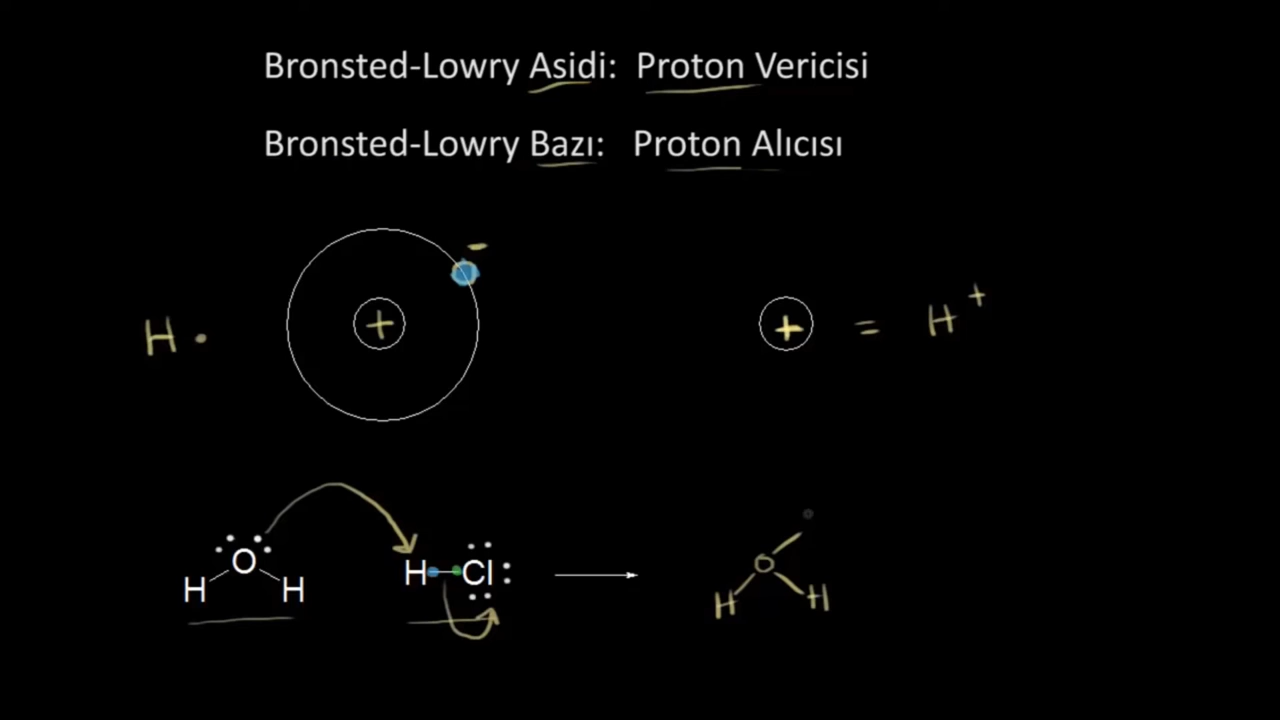 Bronsted-Lowry Asidi: Proton Vericisi
Bronsted-Lowry Bazı: Proton Alıcısı
-
H · + + = H+
O H Cl O
H H H H